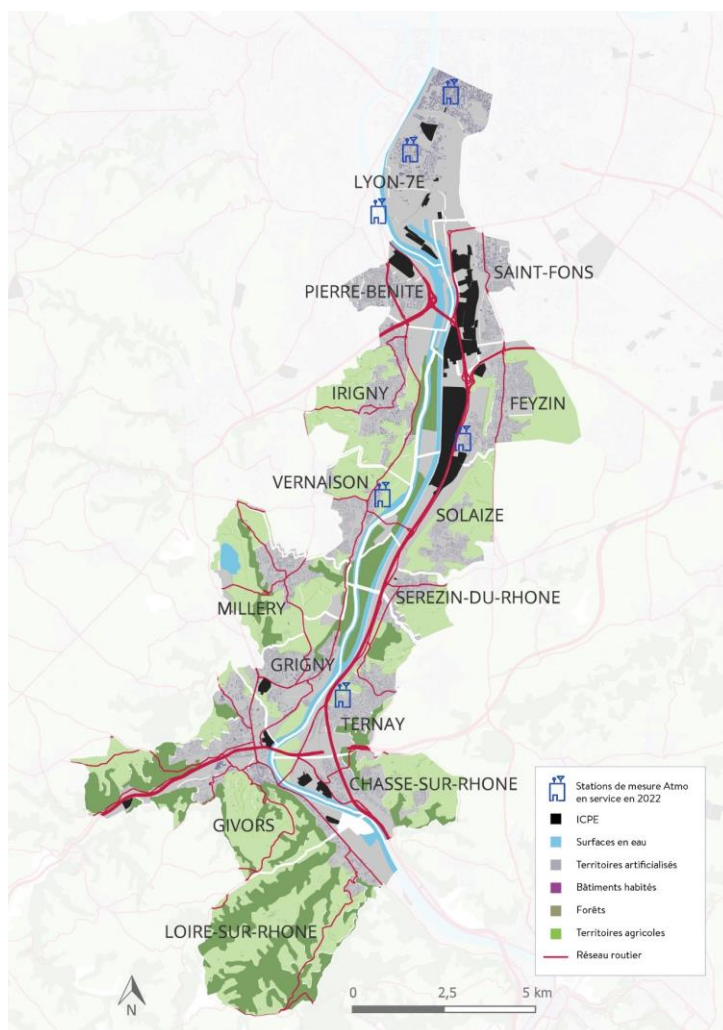 LYON-7E
SAINT-FONS
PIERRE-BENITE
IRIGNY
FEYZIN
VERNAISON
SOLAIZE
MILLERY
SEREZIN-DU-RHONE
GRIGNY
TERNAY
CHASSE-SUR-RHONE
GIVORS
LOIRE-SUR-RHONE
Stations de mesure Atmo
en service en 2022
ICPE
Surfaces en eau
Territoires artificialisés
Bâtiments habités
Forêts
Territoires agricoles
Réseau routier
N
0 2,5 5 km